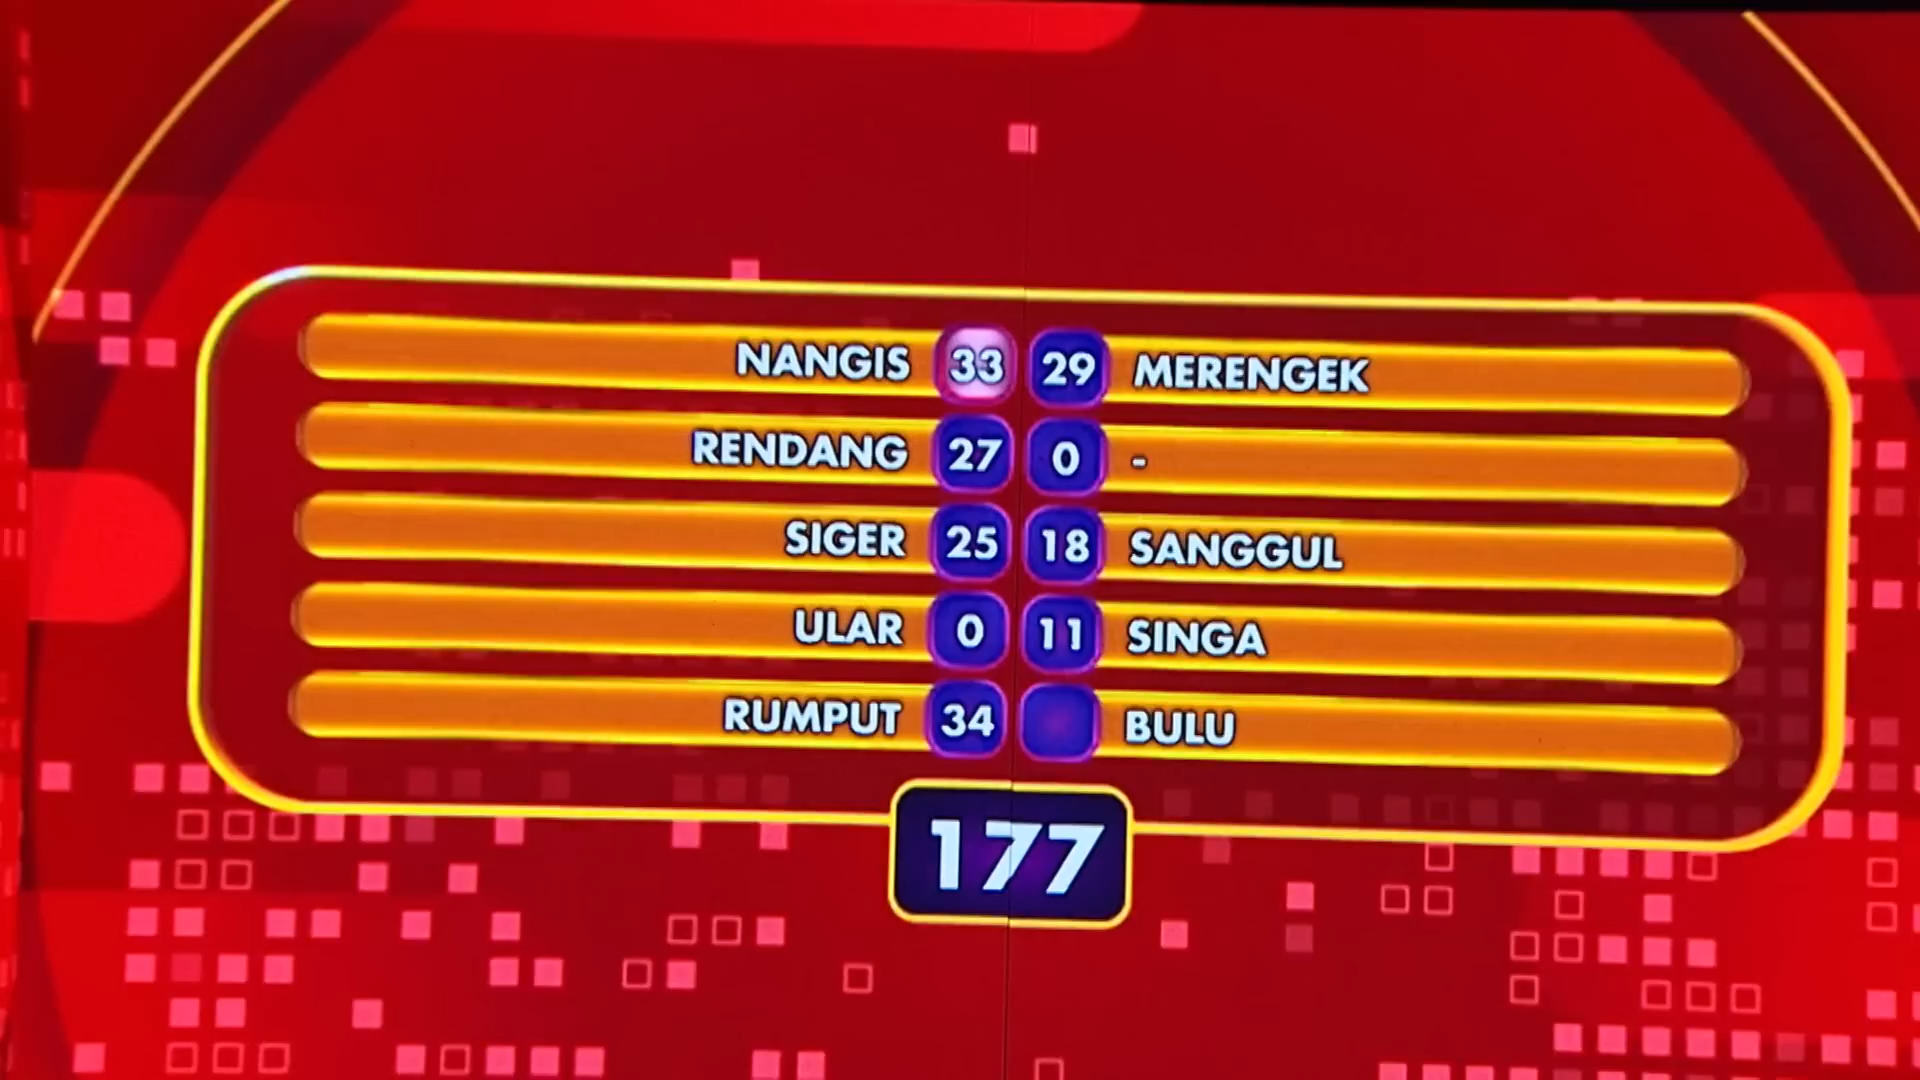 NANGIS 33 29 MERENGEK
RENDANG 27 0 -
SIGER 25 18 SANGGUL
ULAR 0 11 SINGA
RUMPUT 34 BULU
177